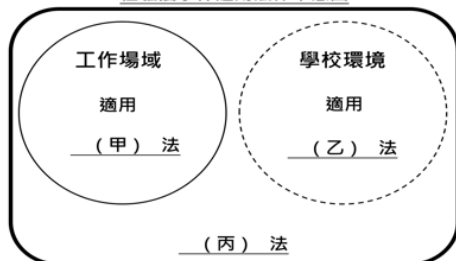 工作場域
適用
（甲） 法
學校環境
適用
（乙） 法
（丙） 法